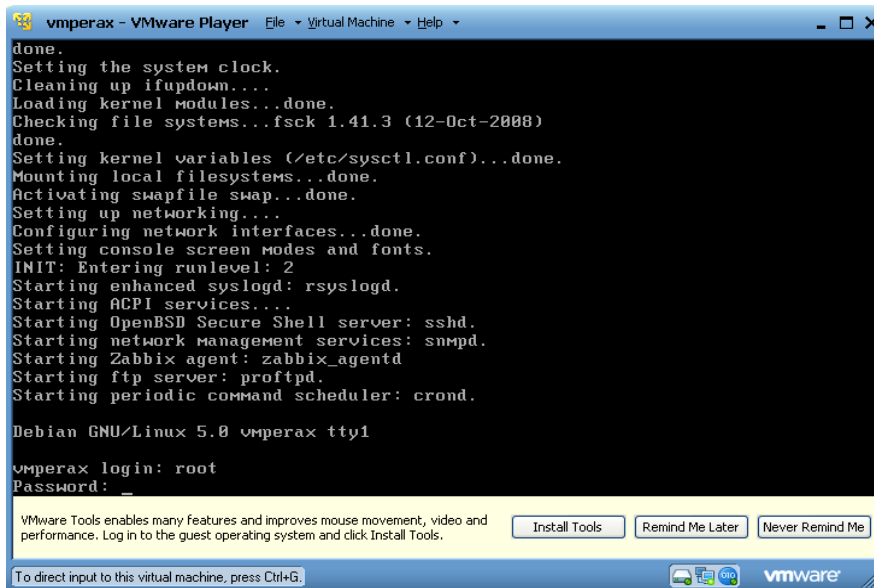 vmperax - VMware Player File Virtual Machine Help
done.
Setting the system clock.
Cleaning up ifupdown....
Loading kernel modules...done.
Checking file systems...fsck 1.41.3 (12-Oct-2008)
done.
Setting kernel variables (/etc/sysctl.conf)...done.
Mounting local filesystems...done.
Activating swapfile swap...done.
Setting up networking....
Configuring network interfaces...done.
Setting console screen modes and fonts.
INIT: Entering runlevel: 2
Starting enhanced syslogd: rsyslogd.
Starting ACPI services....
Starting OpenBSD Secure Shell server: sshd.
Starting network management services: snmpd.
Starting Zabbix agent: zabbix_agentd
Starting ftp server: proftpd.
Starting periodic command scheduler: crond.
Debian GNU/Linux 5.0 vmperax tty1
vmperax login: root
Password: _
VMware Tools enables many features and improves mouse movement, video and
performance. Log in to the guest operating system and click Install Tools.
Install Tools Remind Me Later Never Remind Me
To direct input to this virtual machine, press Ctrl+G.
vmware